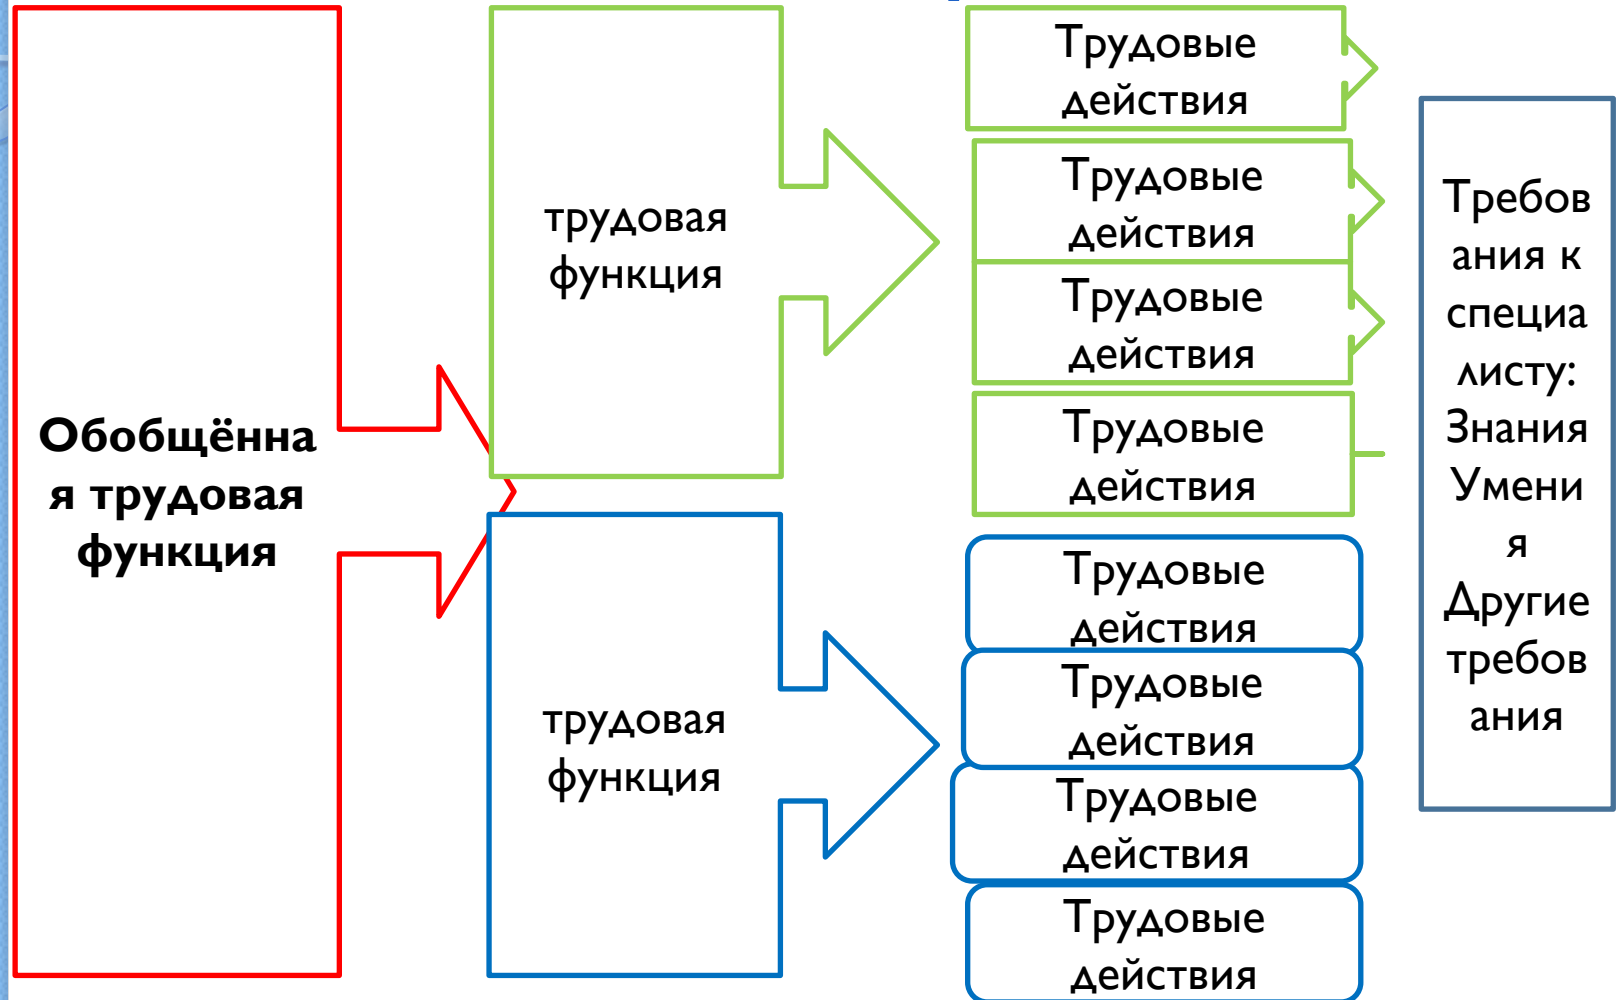 Обобщённа
я трудовая
функция
трудовая
функция
трудовая
функция
Трудовые
действия
Трудовые
действия
Трудовые
действия
Трудовые
действия
Трудовые
действия
Трудовые
действия
Трудовые
действия
Трудовые
действия
Требов
ания к
специа
листу:
Знания
Умени
я
Другие
требов
ания